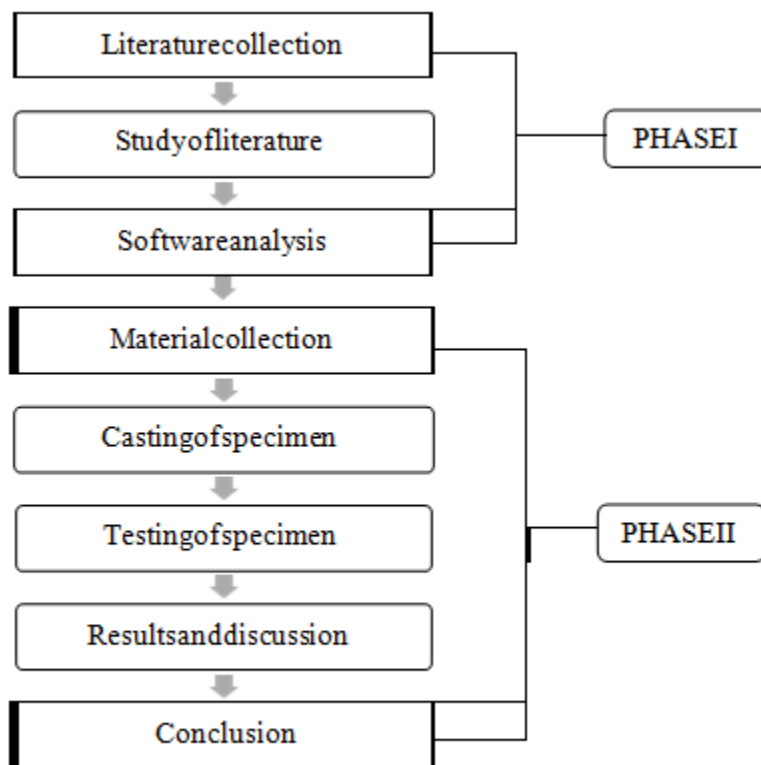 Literaturecollection
Studyofliterature
PHASEI
Softwareanalysis
Materialcollection
Castingofspecimen
Testingofspecimen
PHASEII
Resultsanddiscussion
Conclusion